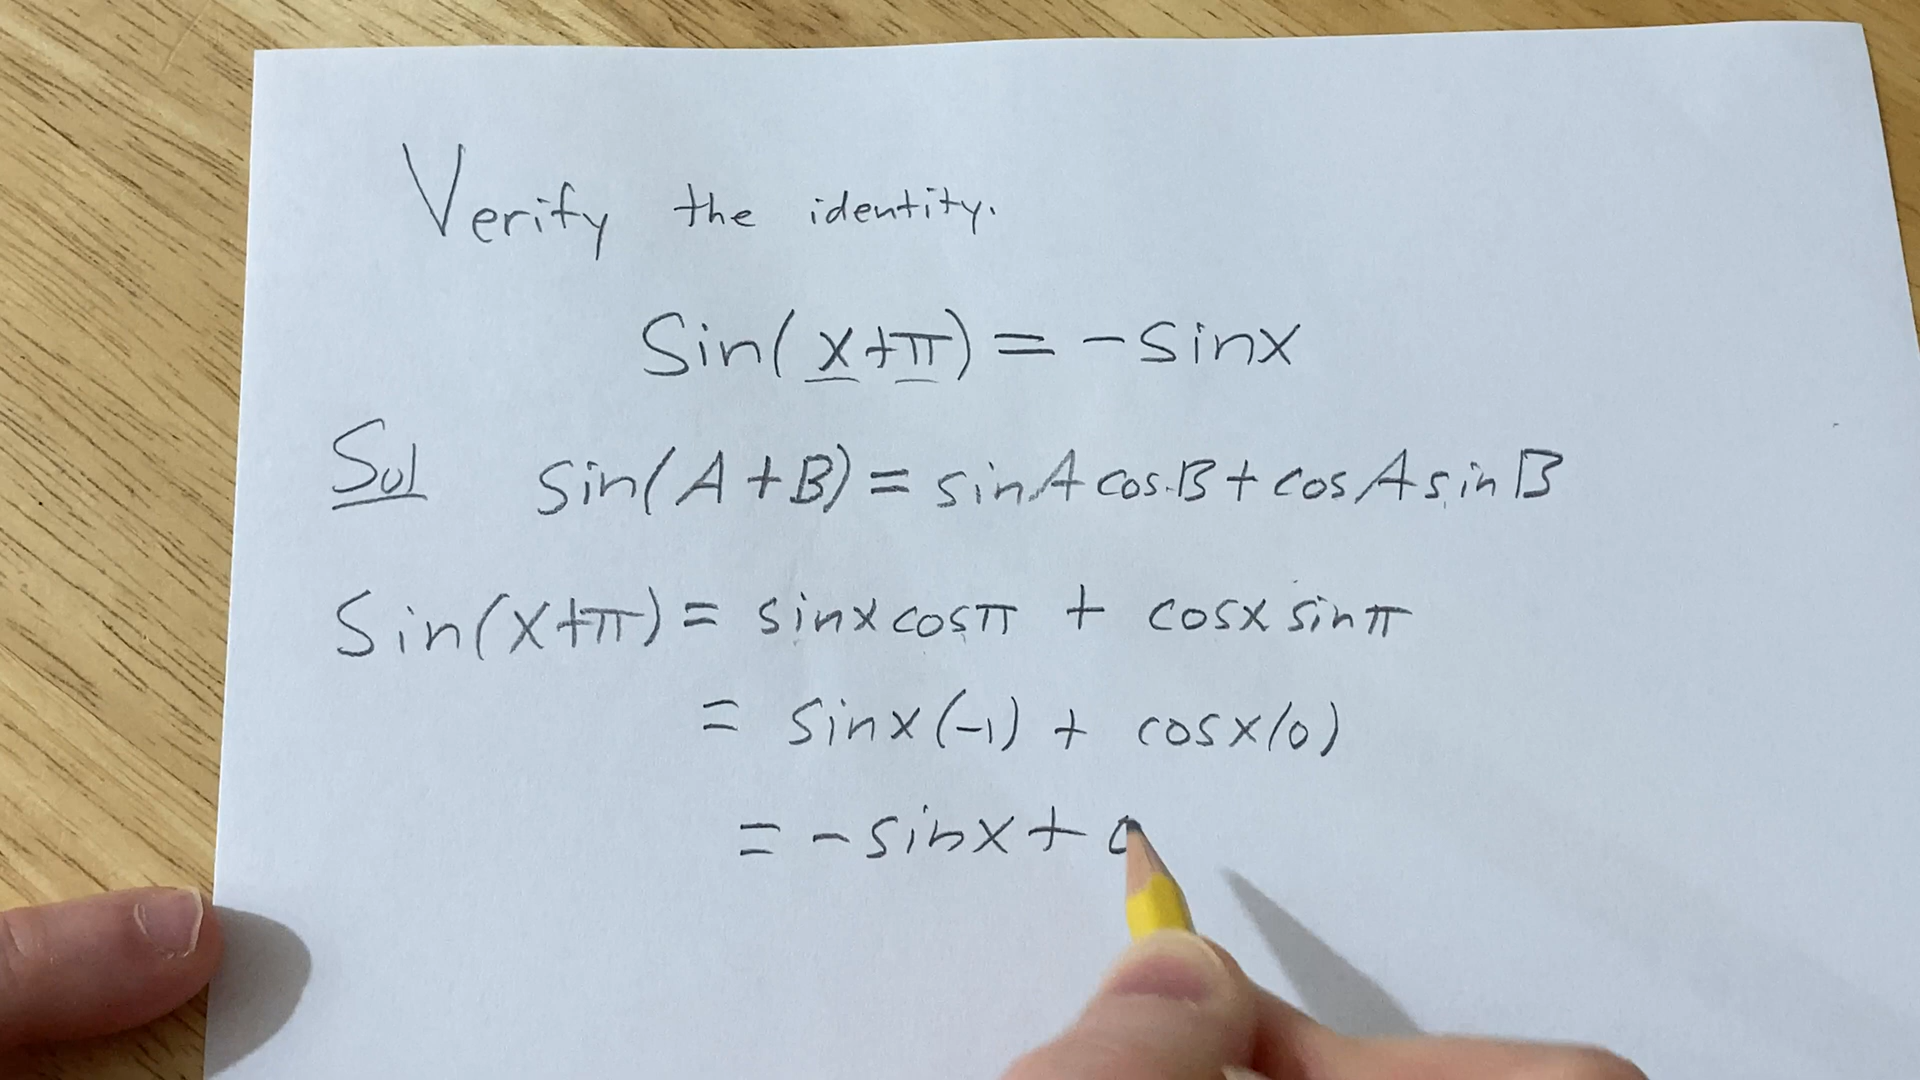 Verify the identity.
Sin(x+π) = -sinx
Sol sin(A+B) = sinA cosB + cosA sinB
Sin(x+π) = sinx cosπ + cosx sinπ
= sinx(-1) + cosx(0)
= -sinx + 0